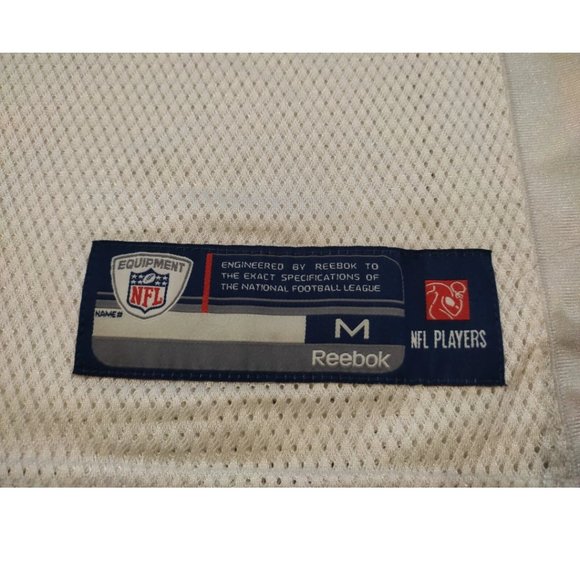 EQUIPMENT
NFL
NAME#
ENGINEERED BY REEBOK TO
THE EXACT SPECIFICATIONS OF
THE NATIONAL FOOTBALL LEAGUE
M
Reebok
NFL PLAYERS